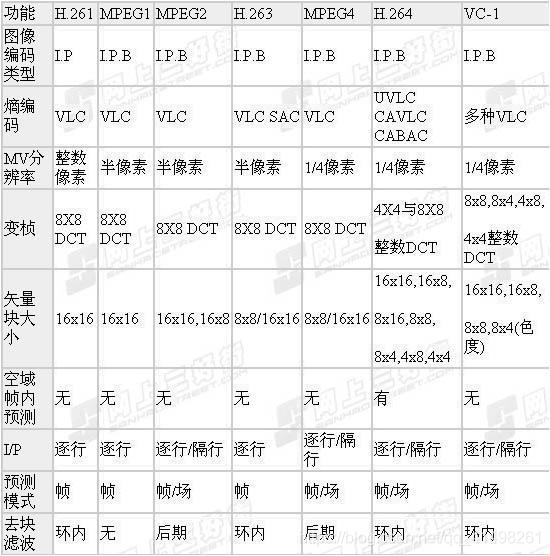 功能 H.261 MPEG1 MPEG2 H.263 MPEG4 H.264 VC-1
图像编码类型 I.P I.P.B I.P.B I.P.B I.P.B I.P.B I.P.B
熵编码 VLC VLC VLC VLC SAC VLC UVLC CAVLC CABAC 多种VLC
MV分辨率 整数像素 半像素 半像素 半像素 1/4像素 1/4像素 1/4像素
变桢 8X8 DCT 8X8 DCT 8X8 DCT 8X8 DCT 8X8 DCT 4X4与8X8 整数DCT 8x8,8x4,4x8, 4x4整数DCT
矢量块大小 16x16 16x16 16x16,16x8 8x8/16x16 8x8/16x16 16x16,16x8, 8x16,8x8, 8x4,4x8,4x4 16x16,16x8, 8x8,8x4(色度)
空域帧内预测 无 无 无 无 无 有 无
I/P 逐行 逐行 逐行/隔行 逐行 逐行/隔行 逐行/隔行 逐行/隔行
预测模式 帧 帧 帧/场 帧 帧/场 帧/场 帧/场
去块滤波 环内 无 后期 环内 后期 环内 环内
网上三好街